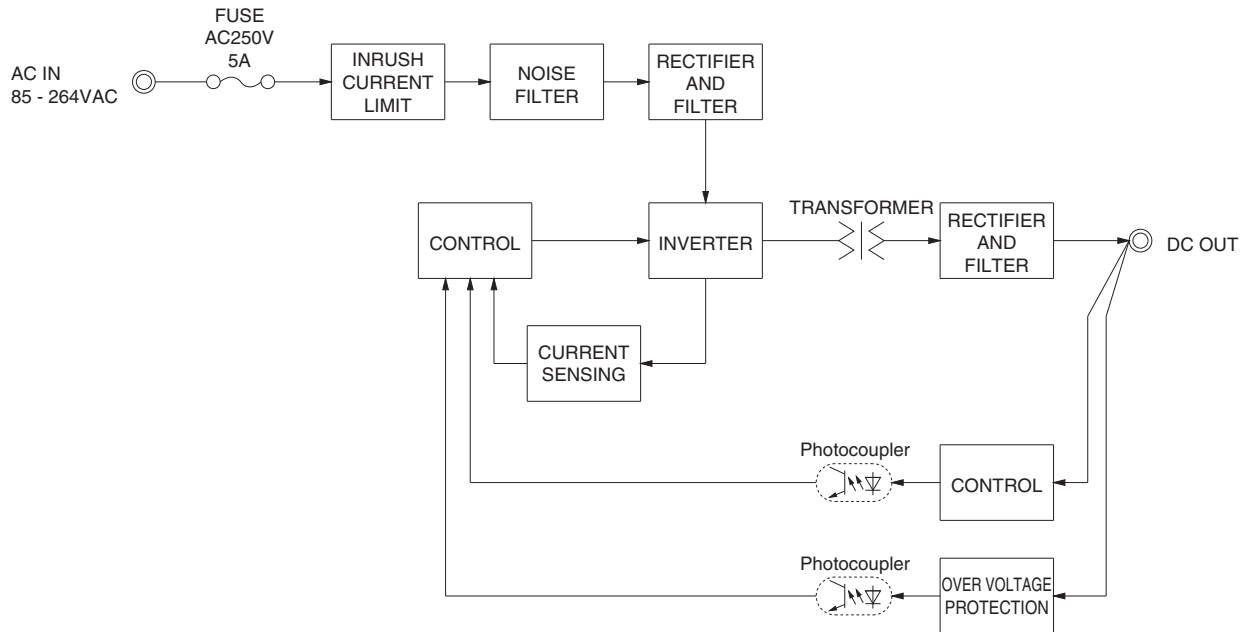 FUSE
AC250V
5A
AC IN
85 - 264VAC
INRUSH
CURRENT
LIMIT
NOISE
FILTER
RECTIFIER
AND
FILTER
CONTROL
INVERTER
TRANSFORMER
RECTIFIER
AND
FILTER
DC OUT
CURRENT
SENSING
Photocoupler
CONTROL
Photocoupler
OVER VOLTAGE
PROTECTION